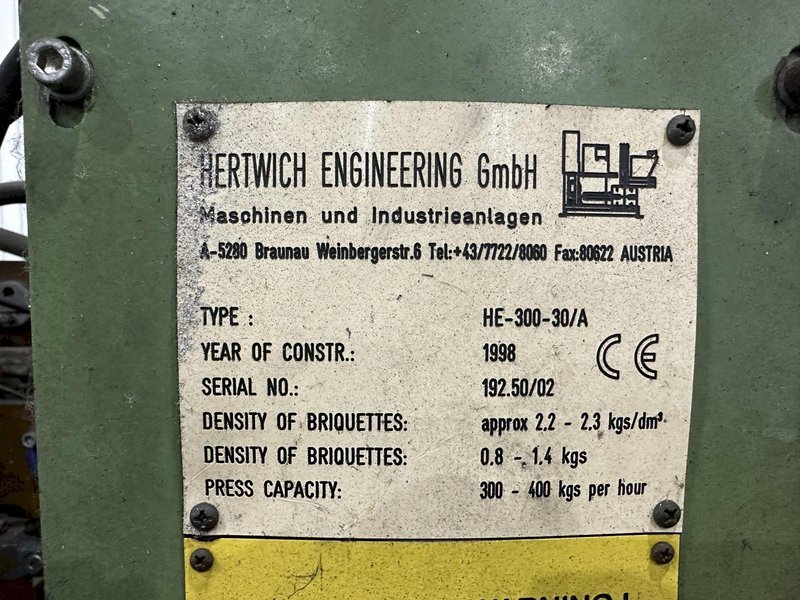 HERTWICH ENGINEERING GmbH
Maschinen und Industrieanlagen
A-5280 Braunau Weinbergerstr.6 Tel:+43/7722/8060 Fax:80622 AUSTRIA
TYPE : HE-300-30/A
YEAR OF CONSTR.: 1998 CE
SERIAL NO.: 192.50/02
DENSITY OF BRIQUETTES: approx 2.2 - 2.3 kgs/dm³
DENSITY OF BRIQUETTES: 0.8 - 1.4 kgs
PRESS CAPACITY: 300 - 400 kgs per hour
WARNING !